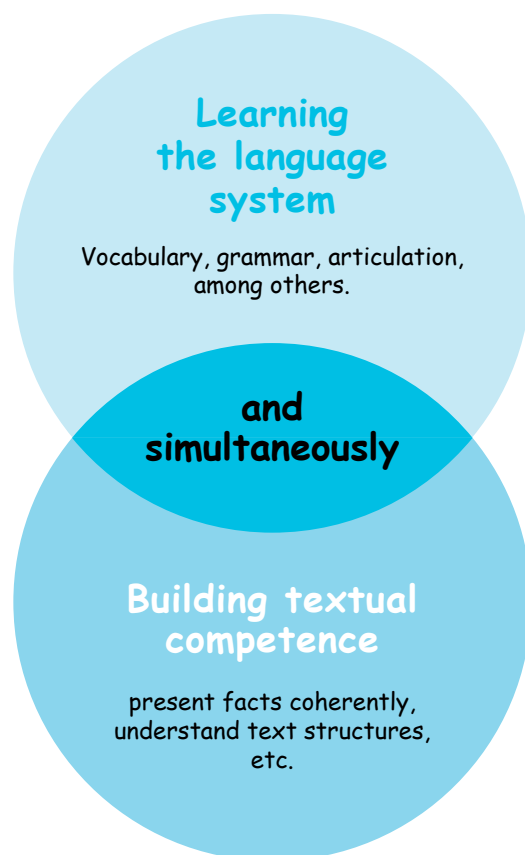 Learning
the language
system
Vocabulary, grammar, articulation,
among others.
and
simultaneously
Building textual
competence
present facts coherently,
understand text structures,
etc.